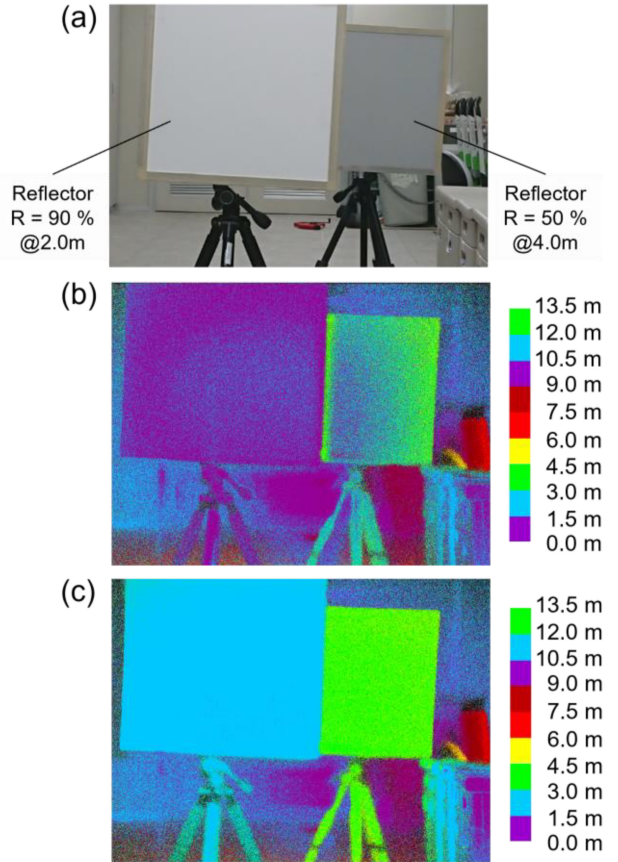 (a)
Reflector
R = 90 %
@2.0m
Reflector
R = 50 %
@4.0m
(b)
13.5 m
12.0 m
10.5 m
9.0 m
7.5 m
6.0 m
4.5 m
3.0 m
1.5 m
0.0 m
(c)
13.5 m
12.0 m
10.5 m
9.0 m
7.5 m
6.0 m
4.5 m
3.0 m
1.5 m
0.0 m